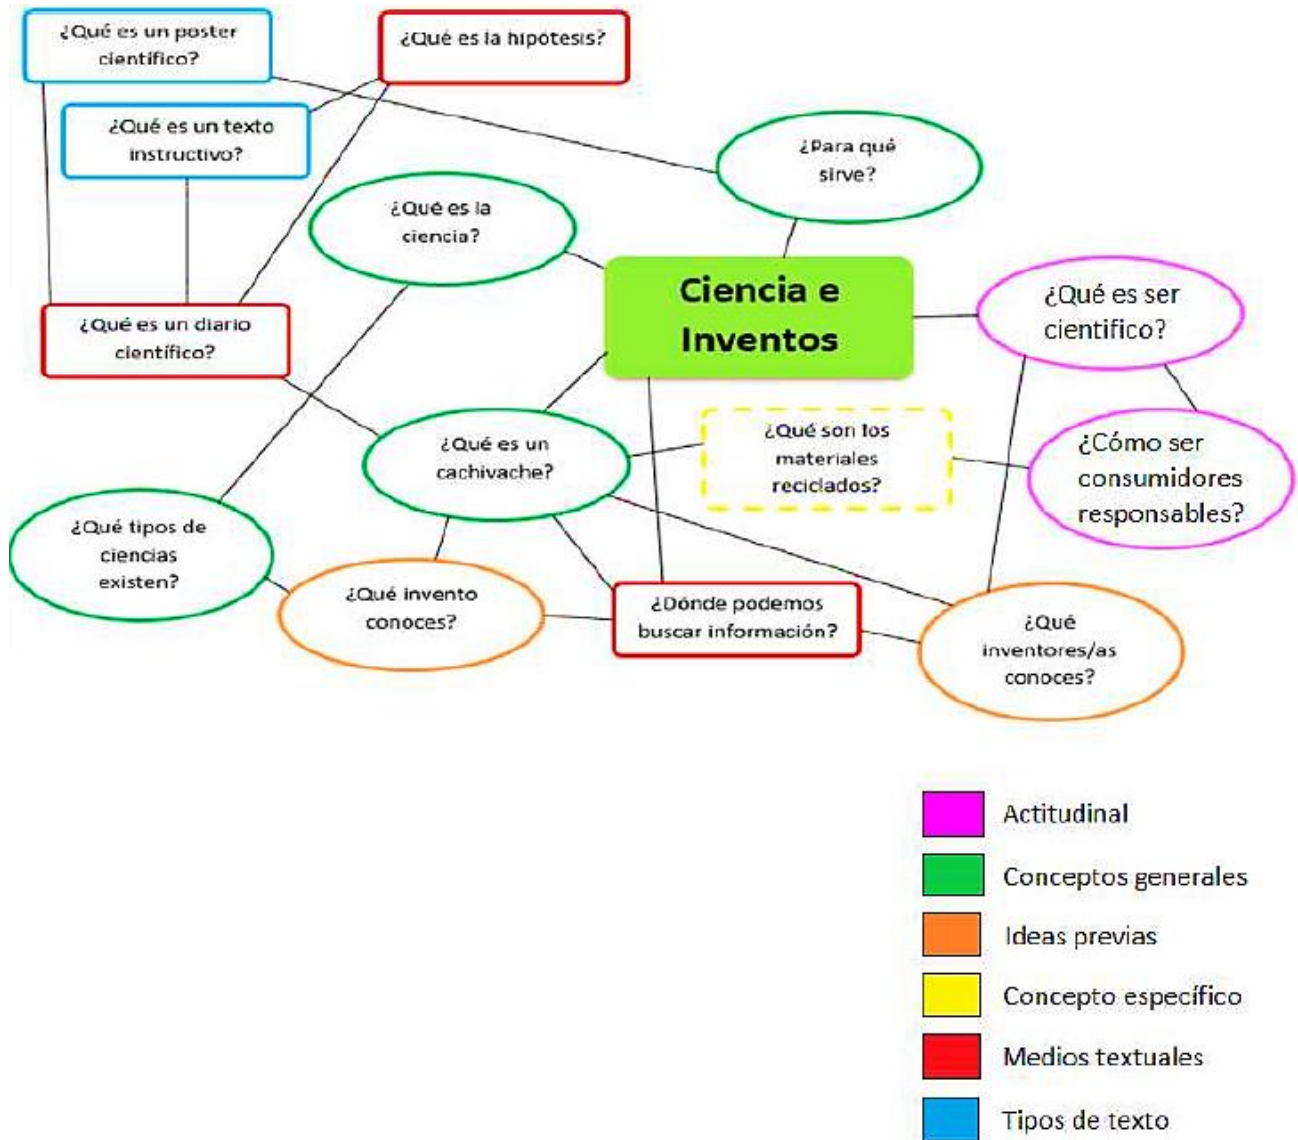 ¿Qué es un poster
científico?
¿Qué es la hipótesis?
¿Qué es un texto
instructivo?
¿Para qué
sirve?
¿Qué es la
ciencia?
Ciencia e
Inventos
¿Qué es ser
cientifico?
¿Qué es un diario
científico?
¿Qué es un
cachivache?
¿Qué son los
materiales
reciclados?
¿Cómo ser
consumidores
responsables?
¿Qué tipos de
ciencias
existen?
¿Qué invento
conoces?
¿Dónde podemos
buscar información?
¿Qué
inventores/as
conoces?
Actitudinal
Conceptos generales
Ideas previas
Concepto específico
Medios textuales
Tipos de texto